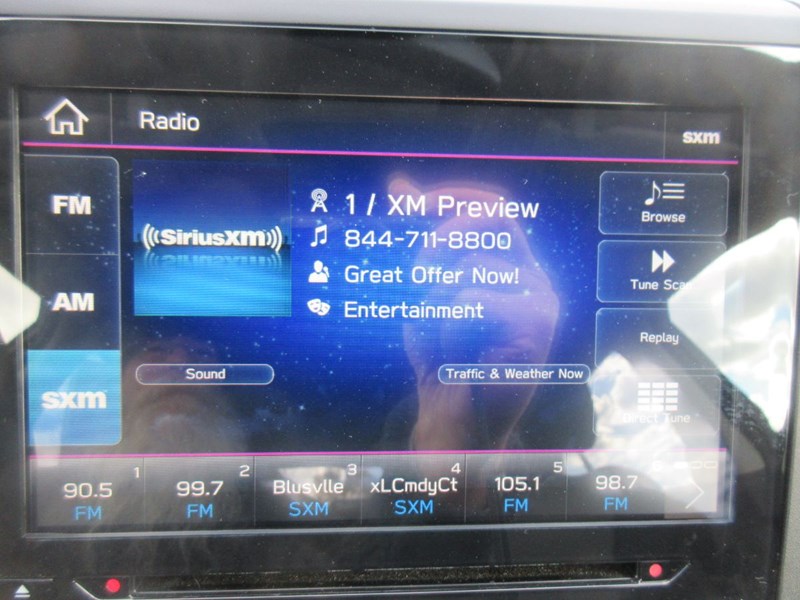 Radio
sxm
FM
AM
sxm
((SiriusXM))
1 / XM Preview
844-711-8800
Great Offer Now!
Entertainment
Sound
Traffic & Weather Now
Browse
Tune Scan
Replay
Direct Tune
90.5 1
FM
99.7 2
FM
Blusvlle 3
SXM
xLCmdyCt 4
SXM
105.1 5
FM
98.7
FM